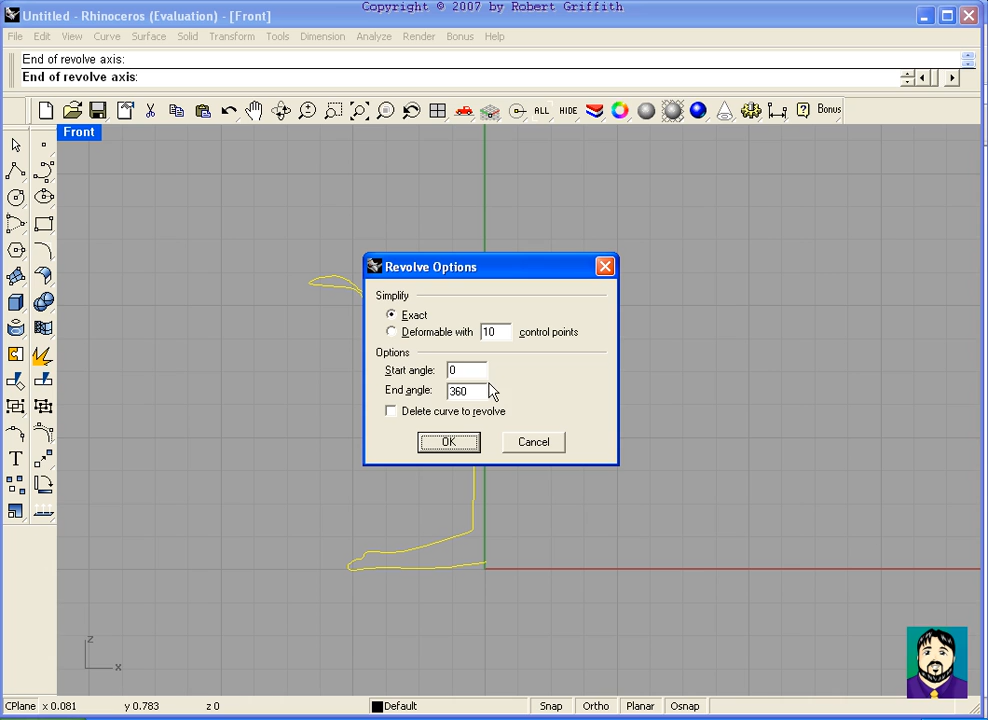 Copyright © 2007 by Robert Griffith
Untitled - Rhinoceros (Evaluation) - [Front]
File Edit View Curve Surface Solid Transform Tools Dimension Analyze Render Bonus Help
End of revolve axis:
End of revolve axis:
ALL HIDE Bonus
Front
Revolve Options
Simplify
Exact
Deformable with 10 control points
Options
Start angle: 0
End angle: 360
Delete curve to revolve
OK Cancel
T
z
x
CPlane x 0.081 y 0.783 z 0 Default Snap Ortho Planar Osnap